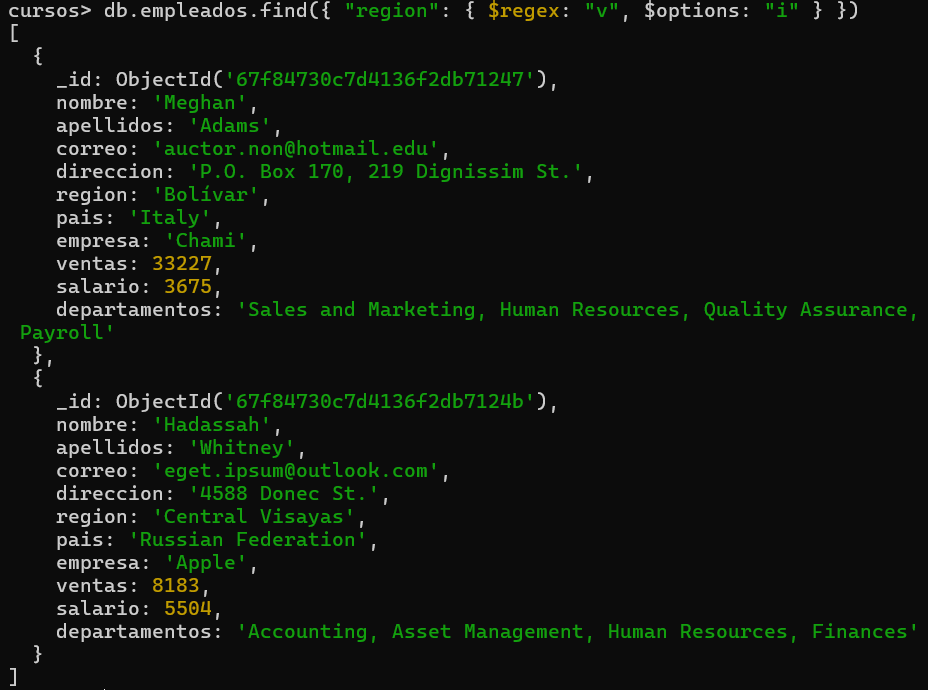 cursos> db.empleados.find({ "region": { $regex: "v", $options: "i" } })
[
  {
    _id: ObjectId('67f84730c7d4136f2db71247'),
    nombre: 'Meghan',
    apellidos: 'Adams',
    correo: 'auctor.non@hotmail.edu',
    direccion: 'P.O. Box 170, 219 Dignissim St.',
    region: 'Bolívar',
    pais: 'Italy',
    empresa: 'Chami',
    ventas: 33227,
    salario: 3675,
    departamentos: 'Sales and Marketing, Human Resources, Quality Assurance,
 Payroll'
  },
  {
    _id: ObjectId('67f84730c7d4136f2db7124b'),
    nombre: 'Hadassah',
    apellidos: 'Whitney',
    correo: 'eget.ipsum@outlook.com',
    direccion: '4588 Donec St.',
    region: 'Central Visayas',
    pais: 'Russian Federation',
    empresa: 'Apple',
    ventas: 8183,
    salario: 5504,
    departamentos: 'Accounting, Asset Management, Human Resources, Finances'
  }
]